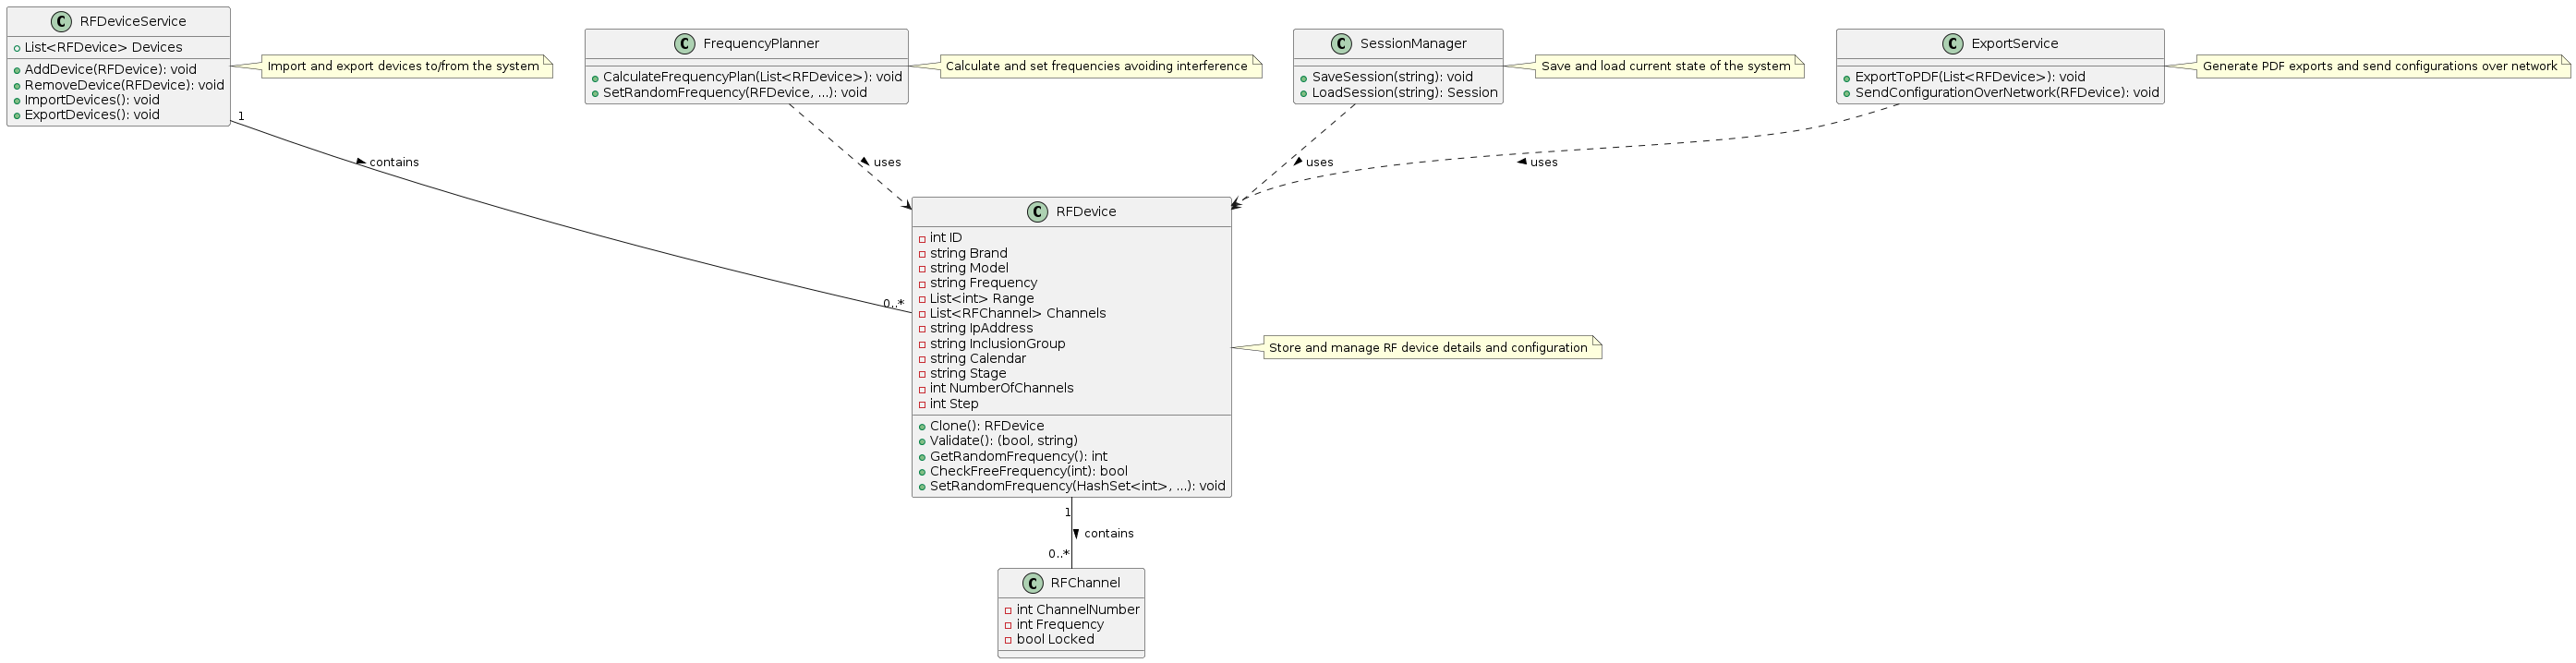 RFDeviceService
List<RFDevice> Devices
AddDevice(RFDevice): void
RemoveDevice(RFDevice): void
ImportDevices(): void
ExportDevices(): void
Import and export devices to/from the system
FrequencyPlanner
CalculateFrequencyPlan(List<RFDevice>): void
SetRandomFrequency(RFDevice, ...): void
Calculate and set frequencies avoiding interference
SessionManager
SaveSession(string): void
LoadSession(string): Session
Save and load current state of the system
ExportService
ExportToPDF(List<RFDevice>): void
SendConfigurationOverNetwork(RFDevice): void
Generate PDF exports and send configurations over network
1
contains
uses
uses
uses
0..*
RFDevice
int ID
string Brand
string Model
string Frequency
List<int> Range
List<RFChannel> Channels
string IpAddress
string InclusionGroup
string Calendar
string Stage
int NumberOfChannels
int Step
Clone(): RFDevice
Validate(): (bool, string)
GetRandomFrequency(): int
CheckFreeFrequency(int): bool
SetRandomFrequency(HashSet<int>, ...): void
Store and manage RF device details and configuration
1
contains
0..*
RFChannel
int ChannelNumber
int Frequency
bool Locked